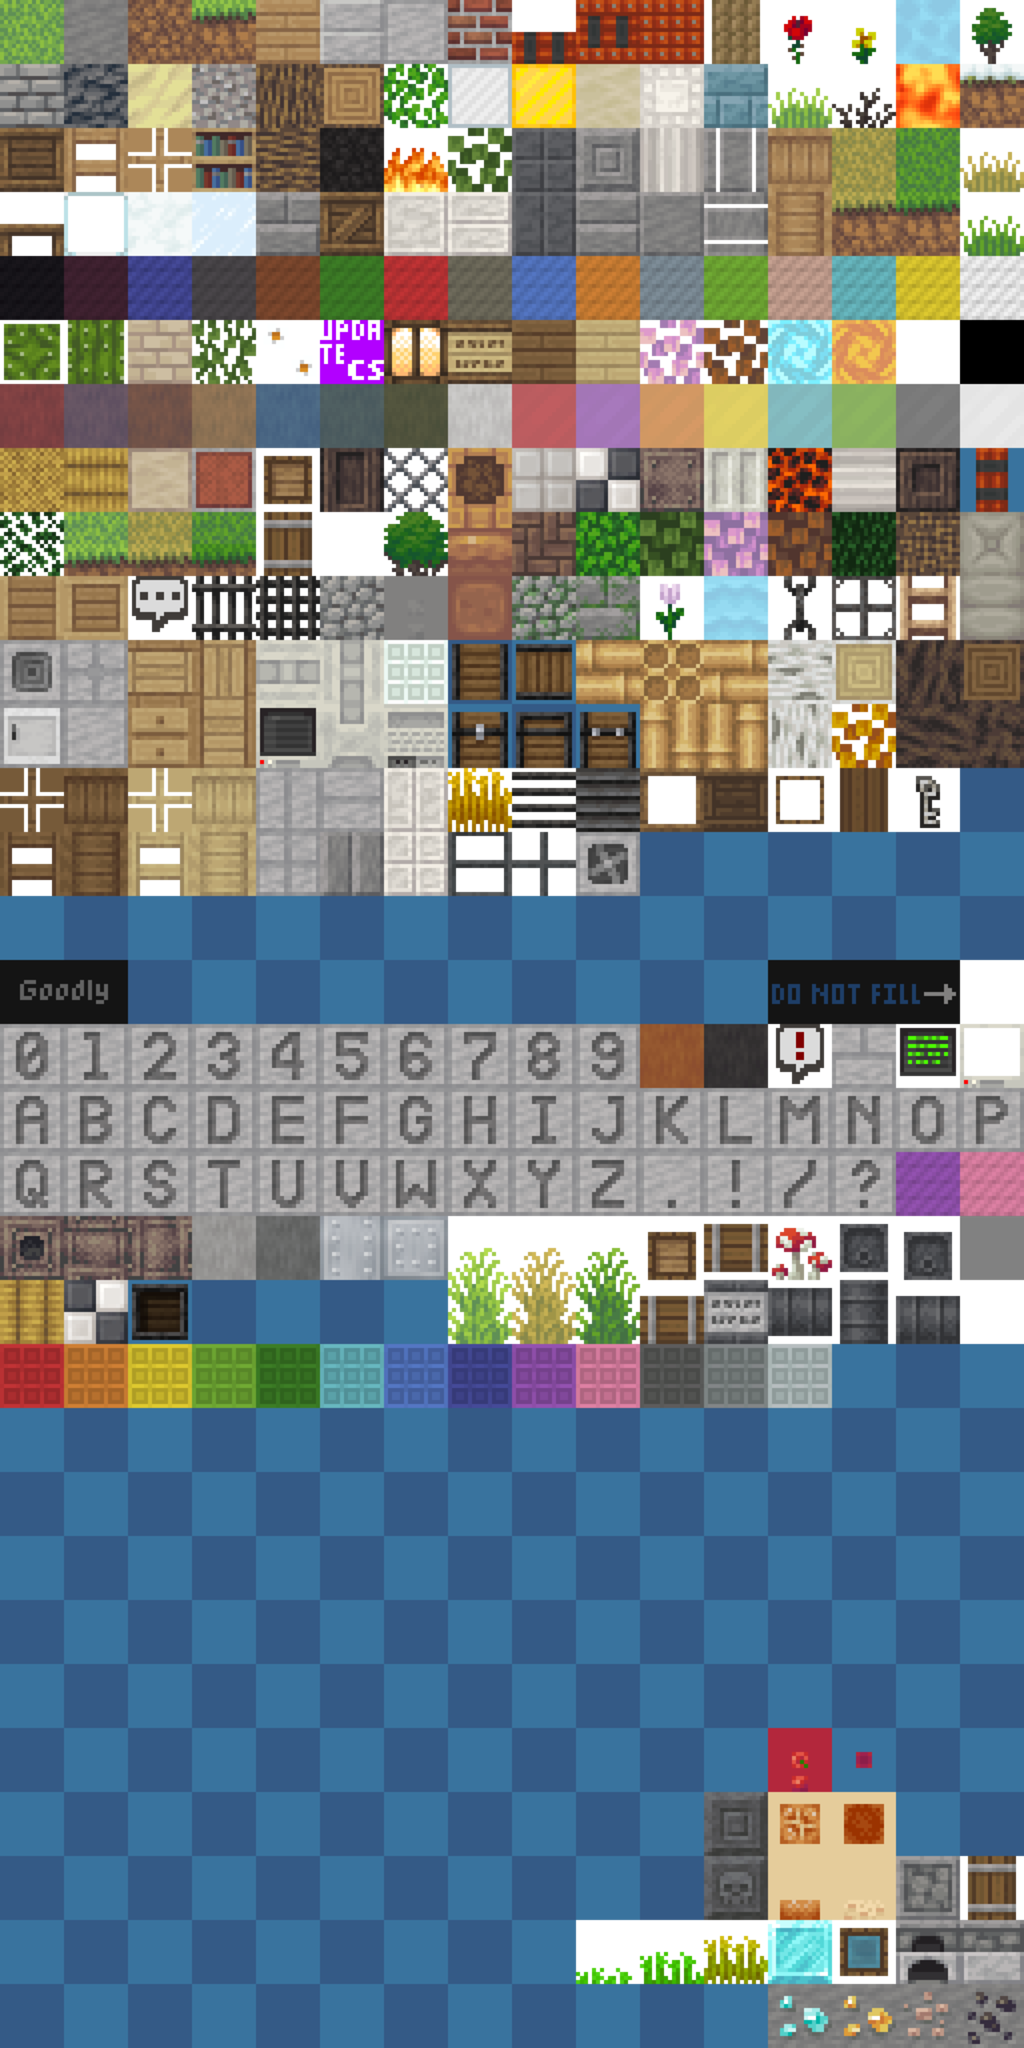 UPDA
TE
CS
Goodly
DO NOT FILL→
0 1 2 3 4 5 6 7 8 9
!
A B C D E F G H I J K L M N O P
Q R S T U V W X Y Z . ! / ?